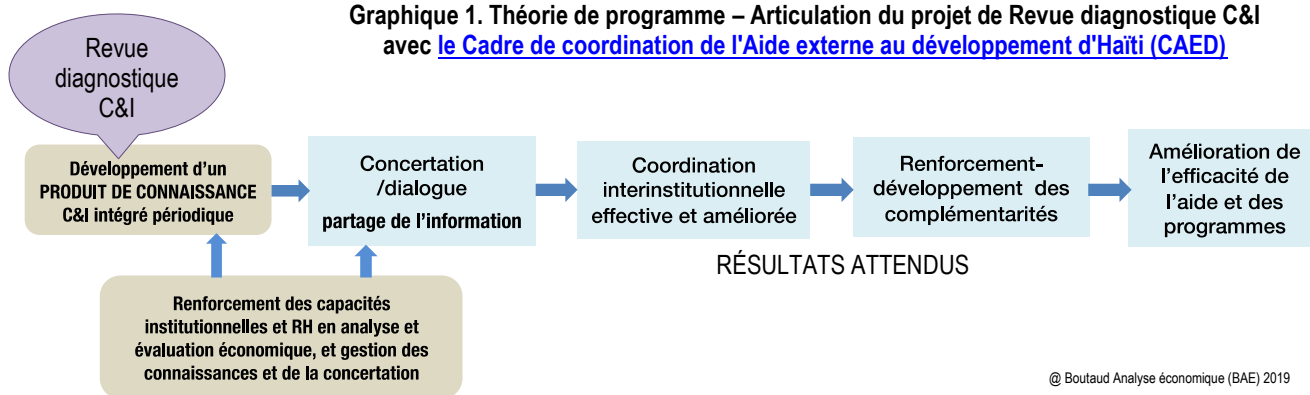 Graphique 1. Théorie de programme – Articulation du projet de Revue diagnostique C&I
avec le Cadre de coordination de l'Aide externe au développement d'Haïti (CAED)
Revue
diagnostique
C&I
Développement d'un
PRODUIT DE CONNAISSANCE
C&I intégré périodique
Concertation
/dialogue
partage de l'information
Coordination
interinstitutionnelle
effective et améliorée
Renforcement-
développement des
complémentarités
Amélioration de
l'efficacité de
l'aide et des
programmes
RÉSULTATS ATTENDUS
Renforcement des capacités
institutionnelles et RH en analyse et
évaluation économique, et gestion des
connaissances et de la concertation
@ Boutaud Analyse économique (BAE) 2019